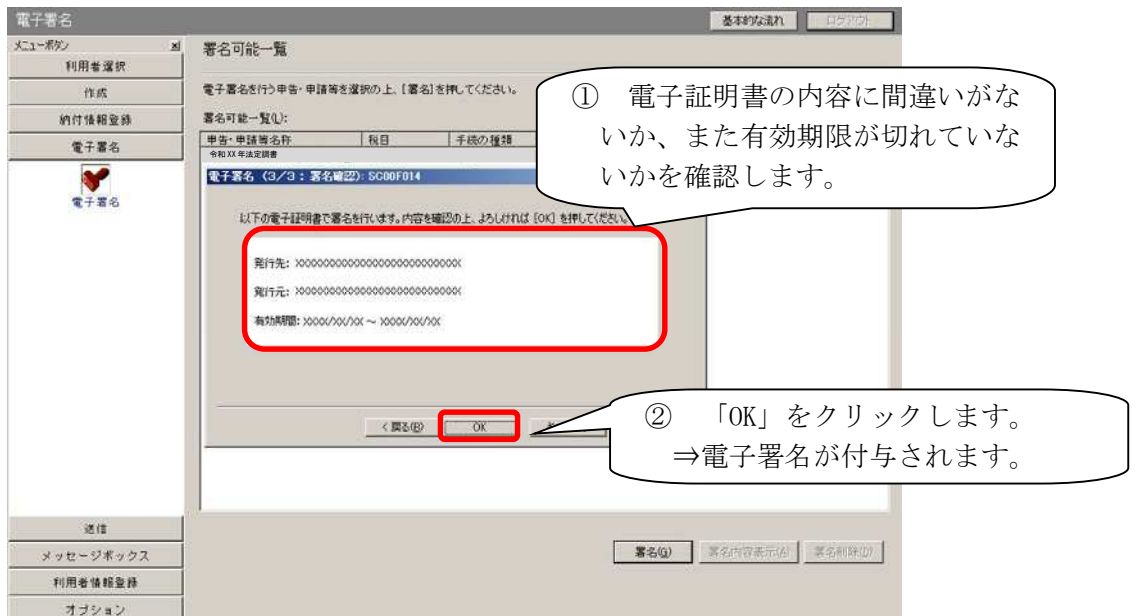 電子署名
基本的な流れ
ログアウト
メニューボタン
利用者選択
作成
納付情報登録
電子署名
電子署名
送信
メッセージボックス
利用者情報登録
オプション
署名可能一覧
電子署名を行う申告・申請等を選択の上、[署名]を押してください。
署名可能一覧(L):
申告・申請等名称 税目 手続の種類
令和XX年法定調書
電子署名 (3/3:署名確認): SC00F014
以下の電子証明書で署名を行います。内容を確認の上、よろしければ [OK] を押してください。
発行先: XXXXXXXXXXXXXXXXXXXXXXXXXXXX
発行元: XXXXXXXXXXXXXXXXXXXXXXXXXXXX
有効期間: XXXX/XX/XX ~ XXXX/XX/XX
< 戻る(B)
OK
署名(G)
署名内容表示(A)
署名削除(D)
① 電子証明書の内容に間違いがな
いか、また有効期限が切れていな
いかを確認します。
② 「OK」をクリックします。
⇒電子署名が付与されます。